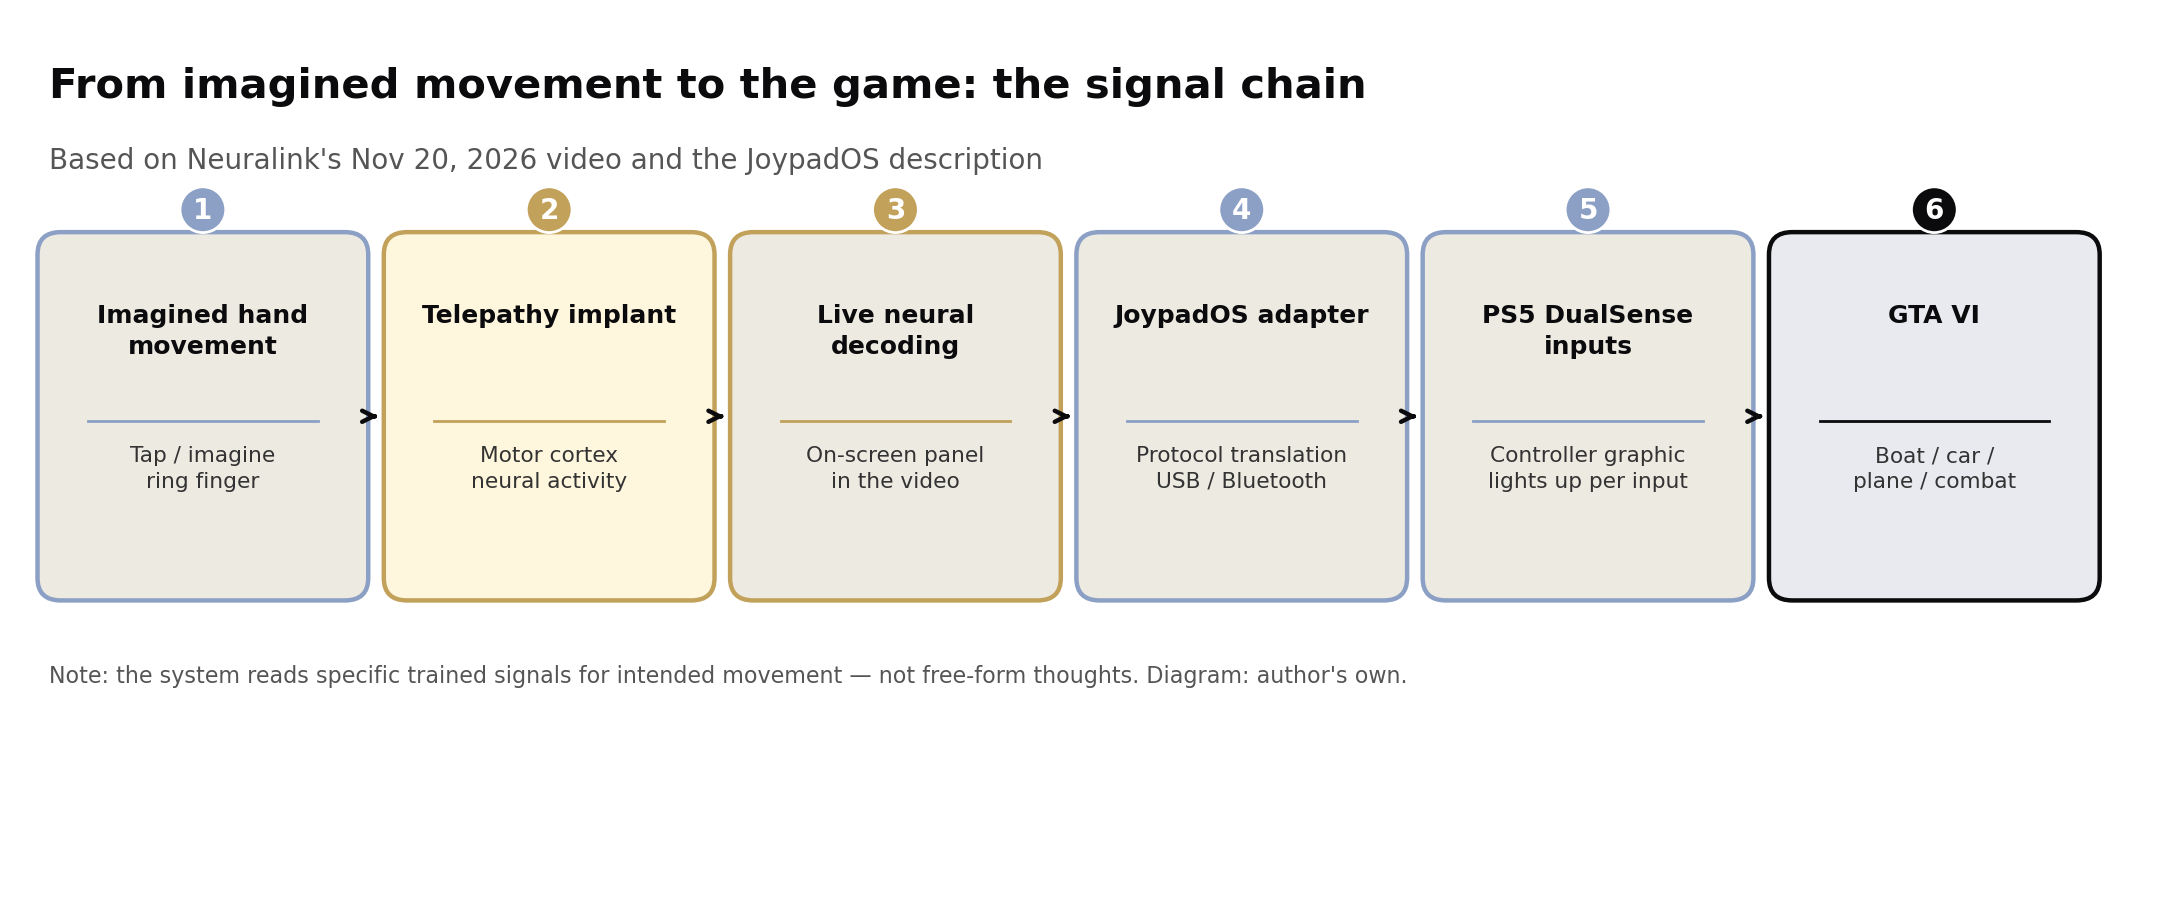 From imagined movement to the game: the signal chain
Based on Neuralink's Nov 20, 2026 video and the JoypadOS description
1
Imagined hand
movement
Tap / imagine
ring finger
2
Telepathy implant
Motor cortex
neural activity
3
Live neural
decoding
On-screen panel
in the video
4
JoypadOS adapter
Protocol translation
USB / Bluetooth
5
PS5 DualSense
inputs
Controller graphic
lights up per input
6
GTA VI
Boat / car /
plane / combat
Note: the system reads specific trained signals for intended movement — not free-form thoughts. Diagram: author's own.